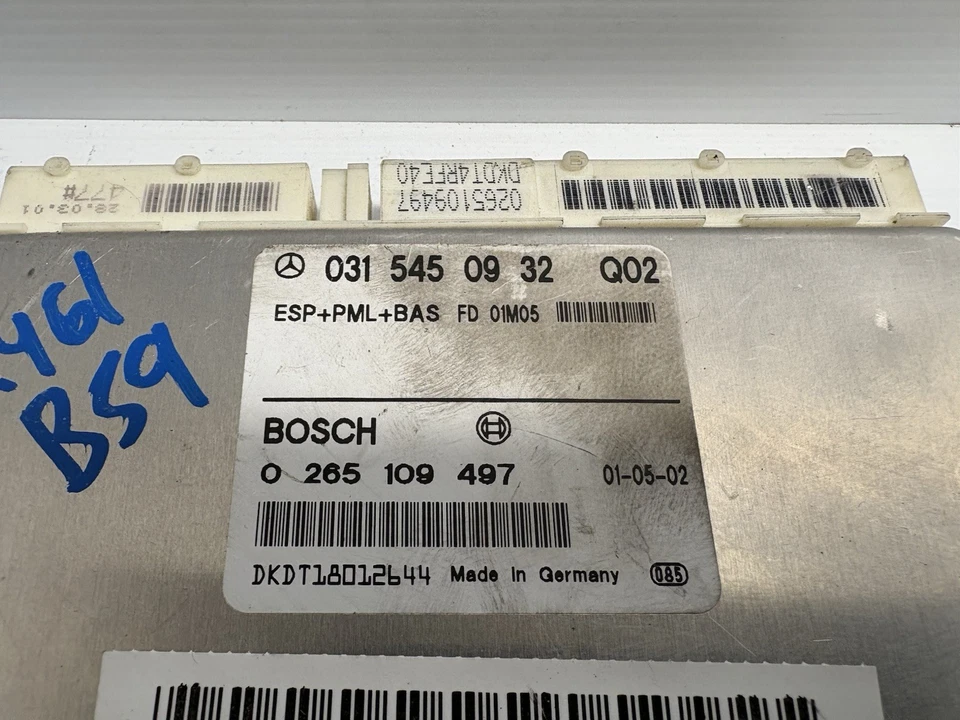 28.03.01
477#
0265109497
DKDT4RFE40
031 545 09 32 Q02
ESP+PML+BAS FD 01M05
BOSCH
0 265 109 497 01-05-02
DKDT18012644 Made in Germany 085
461
B59